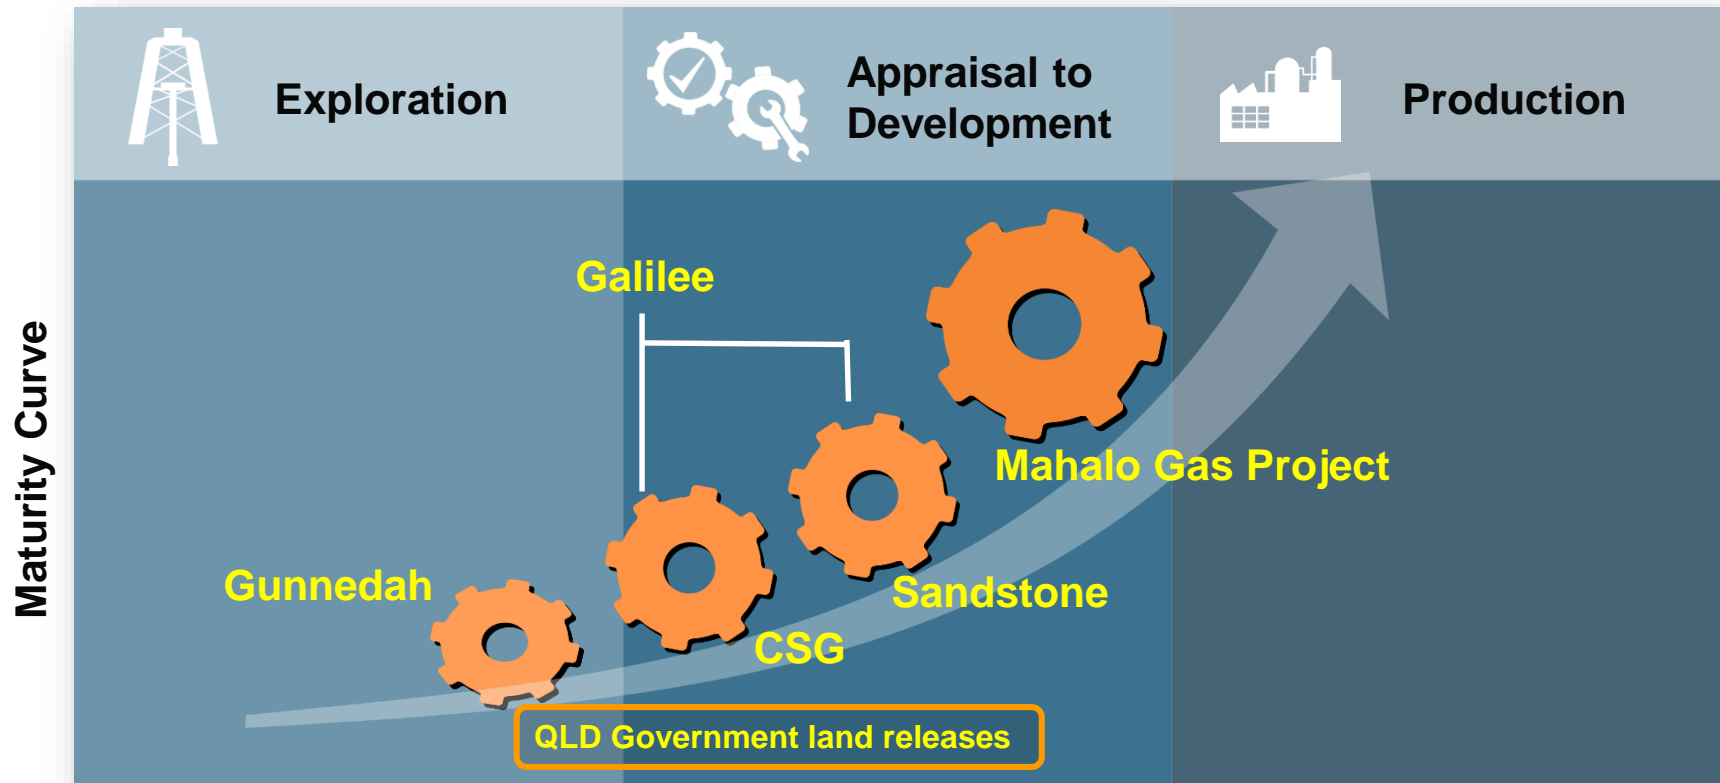 Exploration
Appraisal to
Development
Production
Maturity Curve
Galilee
Mahalo Gas Project
Gunnedah
Sandstone
CSG
QLD Government land releases